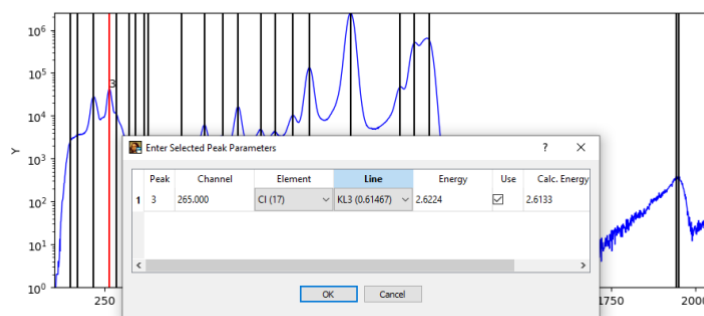 10⁶
10⁵
10⁴
10³
10²
10¹
10⁰
Y
3
Enter Selected Peak Parameters ? ×
Peak Channel Element Line Energy Use Calc. Energy
1 3 265.000 Cl (17) KL3 (0.61467) 2.6224 2.6133
OK Cancel
250 1750 200